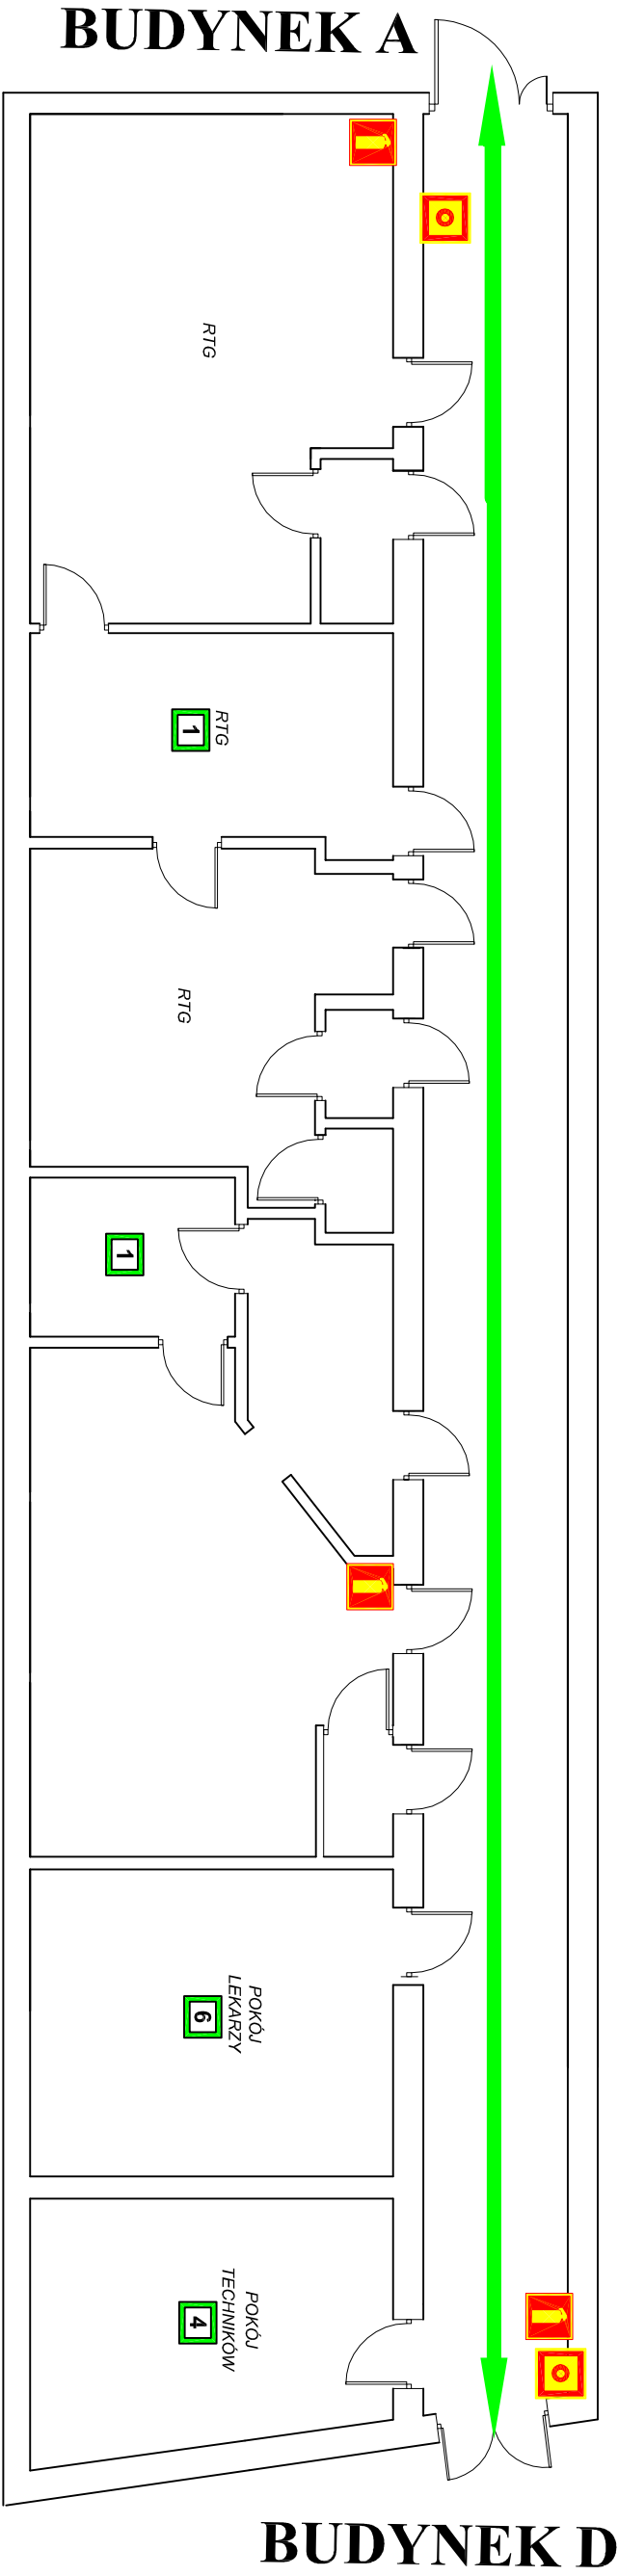 BUDYNEK A
RTG
RTG
1
RTG
1
POKÓJ
LEKARZY
6
POKÓJ
TECHNIKÓW
4
BUDYNEK D